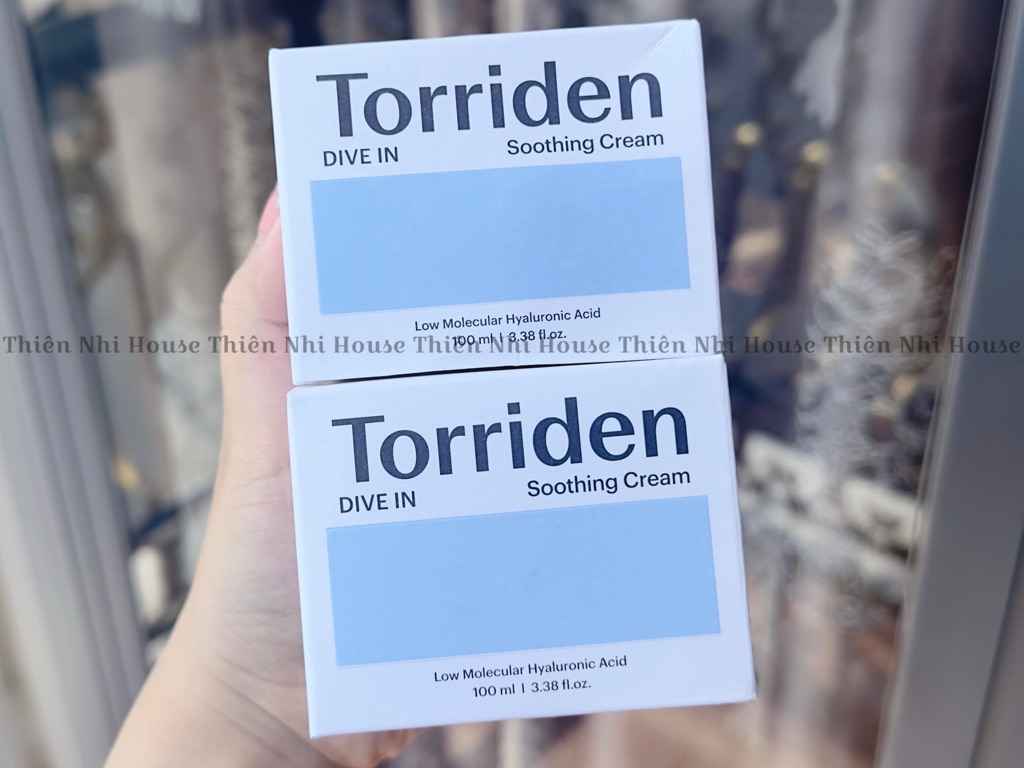 Torriden
DIVE IN Soothing Cream
Low Molecular Hyaluronic Acid
100 ml | 3.38 fl.oz.
Thiên Nhi House Thiên Nhi House Thiên Nhi House Thiên Nhi House Thiên Nhi House
Torriden
DIVE IN Soothing Cream
Low Molecular Hyaluronic Acid
100 ml | 3.38 fl.oz.